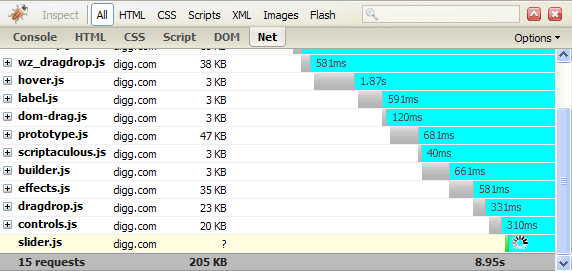 Inspect All HTML CSS Scripts XML Images Flash
Console HTML CSS Script DOM Net Options
wz_dragdrop.js digg.com 38 KB 581ms
hover.js digg.com 3 KB 1.87s
label.js digg.com 3 KB 591ms
dom-drag.js digg.com 3 KB 120ms
prototype.js digg.com 47 KB 681ms
scriptaculous.js digg.com 3 KB 40ms
builder.js digg.com 3 KB 661ms
effects.js digg.com 35 KB 581ms
dragdrop.js digg.com 23 KB 331ms
controls.js digg.com 20 KB 310ms
slider.js digg.com ?
15 requests 205 KB 8.95s